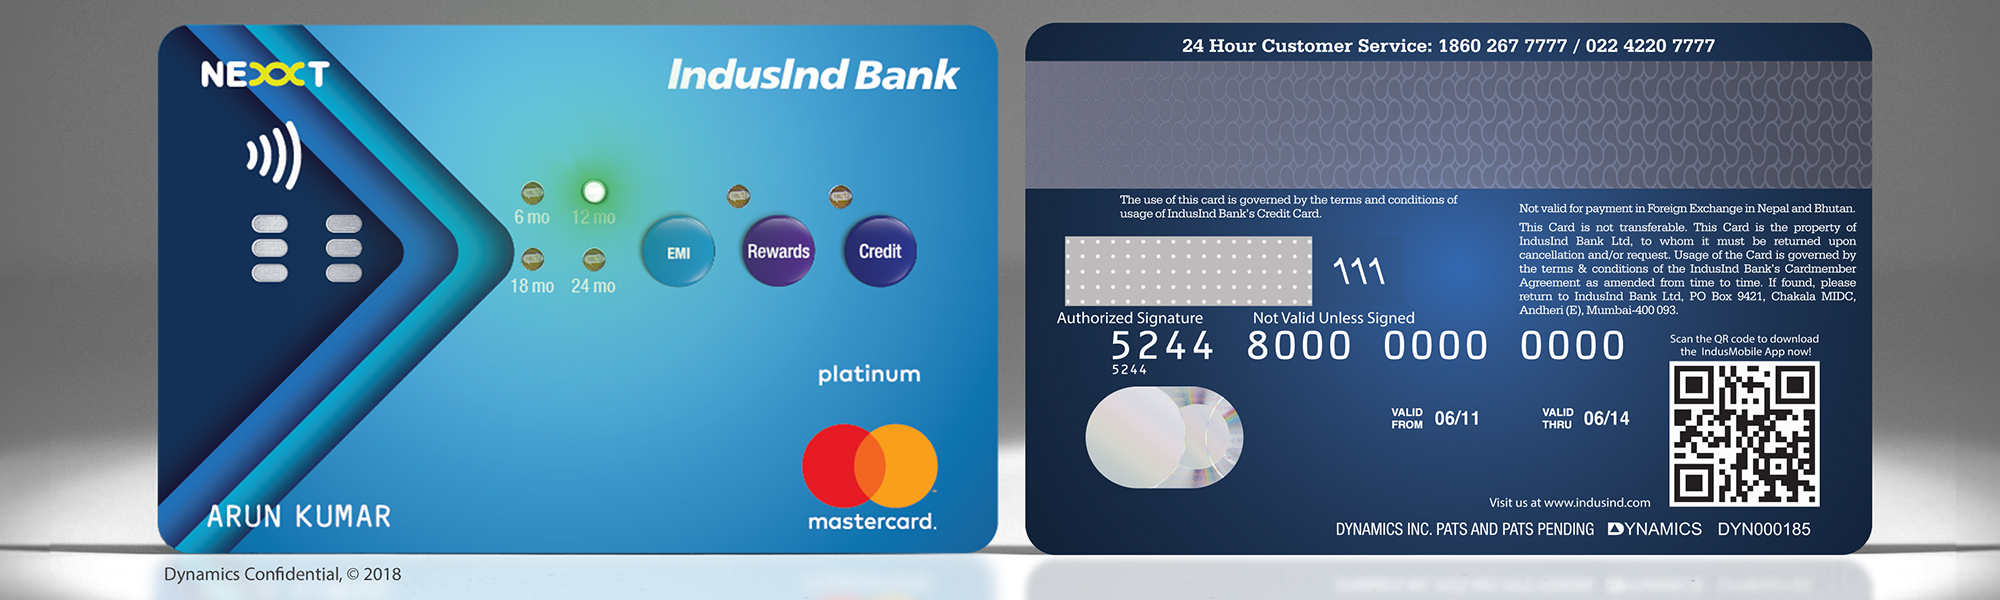 NEXXT
IndusInd Bank
6 mo
12 mo
18 mo
24 mo
EMI
Rewards
Credit
platinum
mastercard.
ARUN KUMAR
Dynamics Confidential, © 2018
24 Hour Customer Service: 1860 267 7777 / 022 4220 7777
The use of this card is governed by the terms and conditions of
usage of IndusInd Bank's Credit Card.
111
Authorized Signature
Not Valid Unless Signed
Not valid for payment in Foreign Exchange in Nepal and Bhutan.
This Card is not transferable. This Card is the property of
IndusInd Bank Ltd, to whom it must be returned upon
cancellation and/or request. Usage of the Card is governed by
the terms & conditions of the IndusInd Bank's Cardmember
Agreement as amended from time to time. If found, please
return to IndusInd Bank Ltd, PO Box 9421, Chakala MIDC,
Andheri (E), Mumbai-400 093.
5244 8000 0000 0000
5244
Scan the QR code to download
the IndusMobile App now!
VALID
FROM 06/11
VALID
THRU 06/14
Visit us at www.indusind.com
DYNAMICS INC. PATS AND PATS PENDING DYNAMICS DYN000185